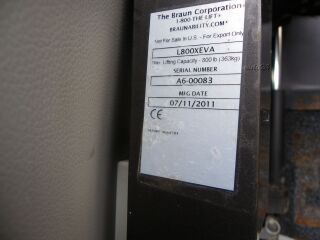 The Braun Corporation®
1-800-THE-LIFT®
BRAUNABILITY.COM®
Not For Sale In U.S. - For Export Only
L800XEVA
Lifting Capacity - 800 lb (363kg)
SERIAL NUMBER
A6-00083
MFG DATE
07/11/2011
CE